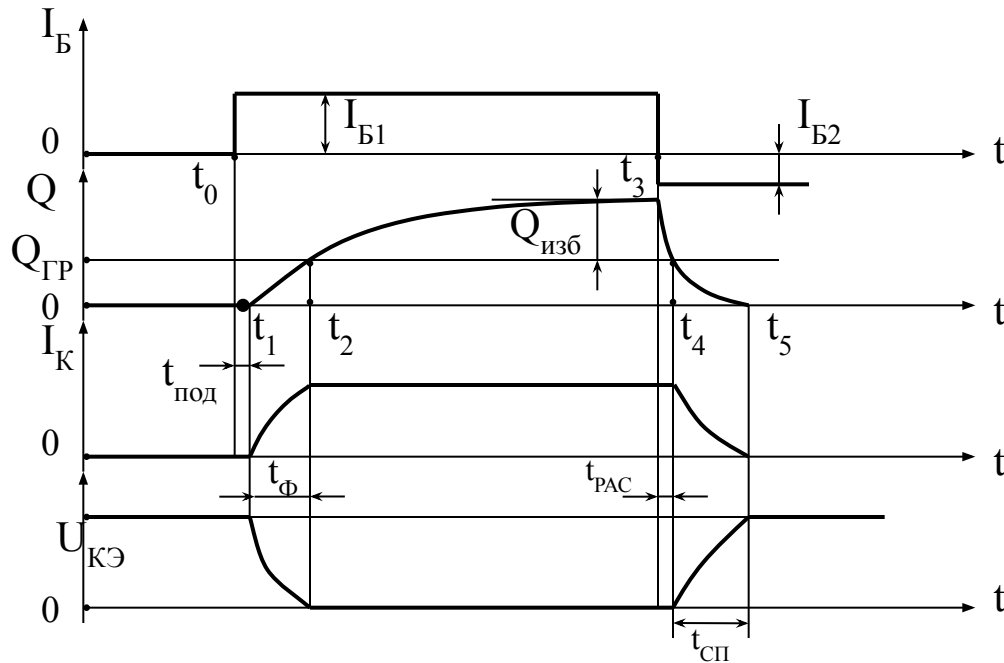 I_Б
0
I_Б1
I_Б2
t
t_0
t_3
Q
Q_ГР
Q_изб
0
t_1
t_2
t_4
t_5
t
I_К
t_под
0
t
t_Ф
t_РАС
U_КЭ
0
t
t_СП